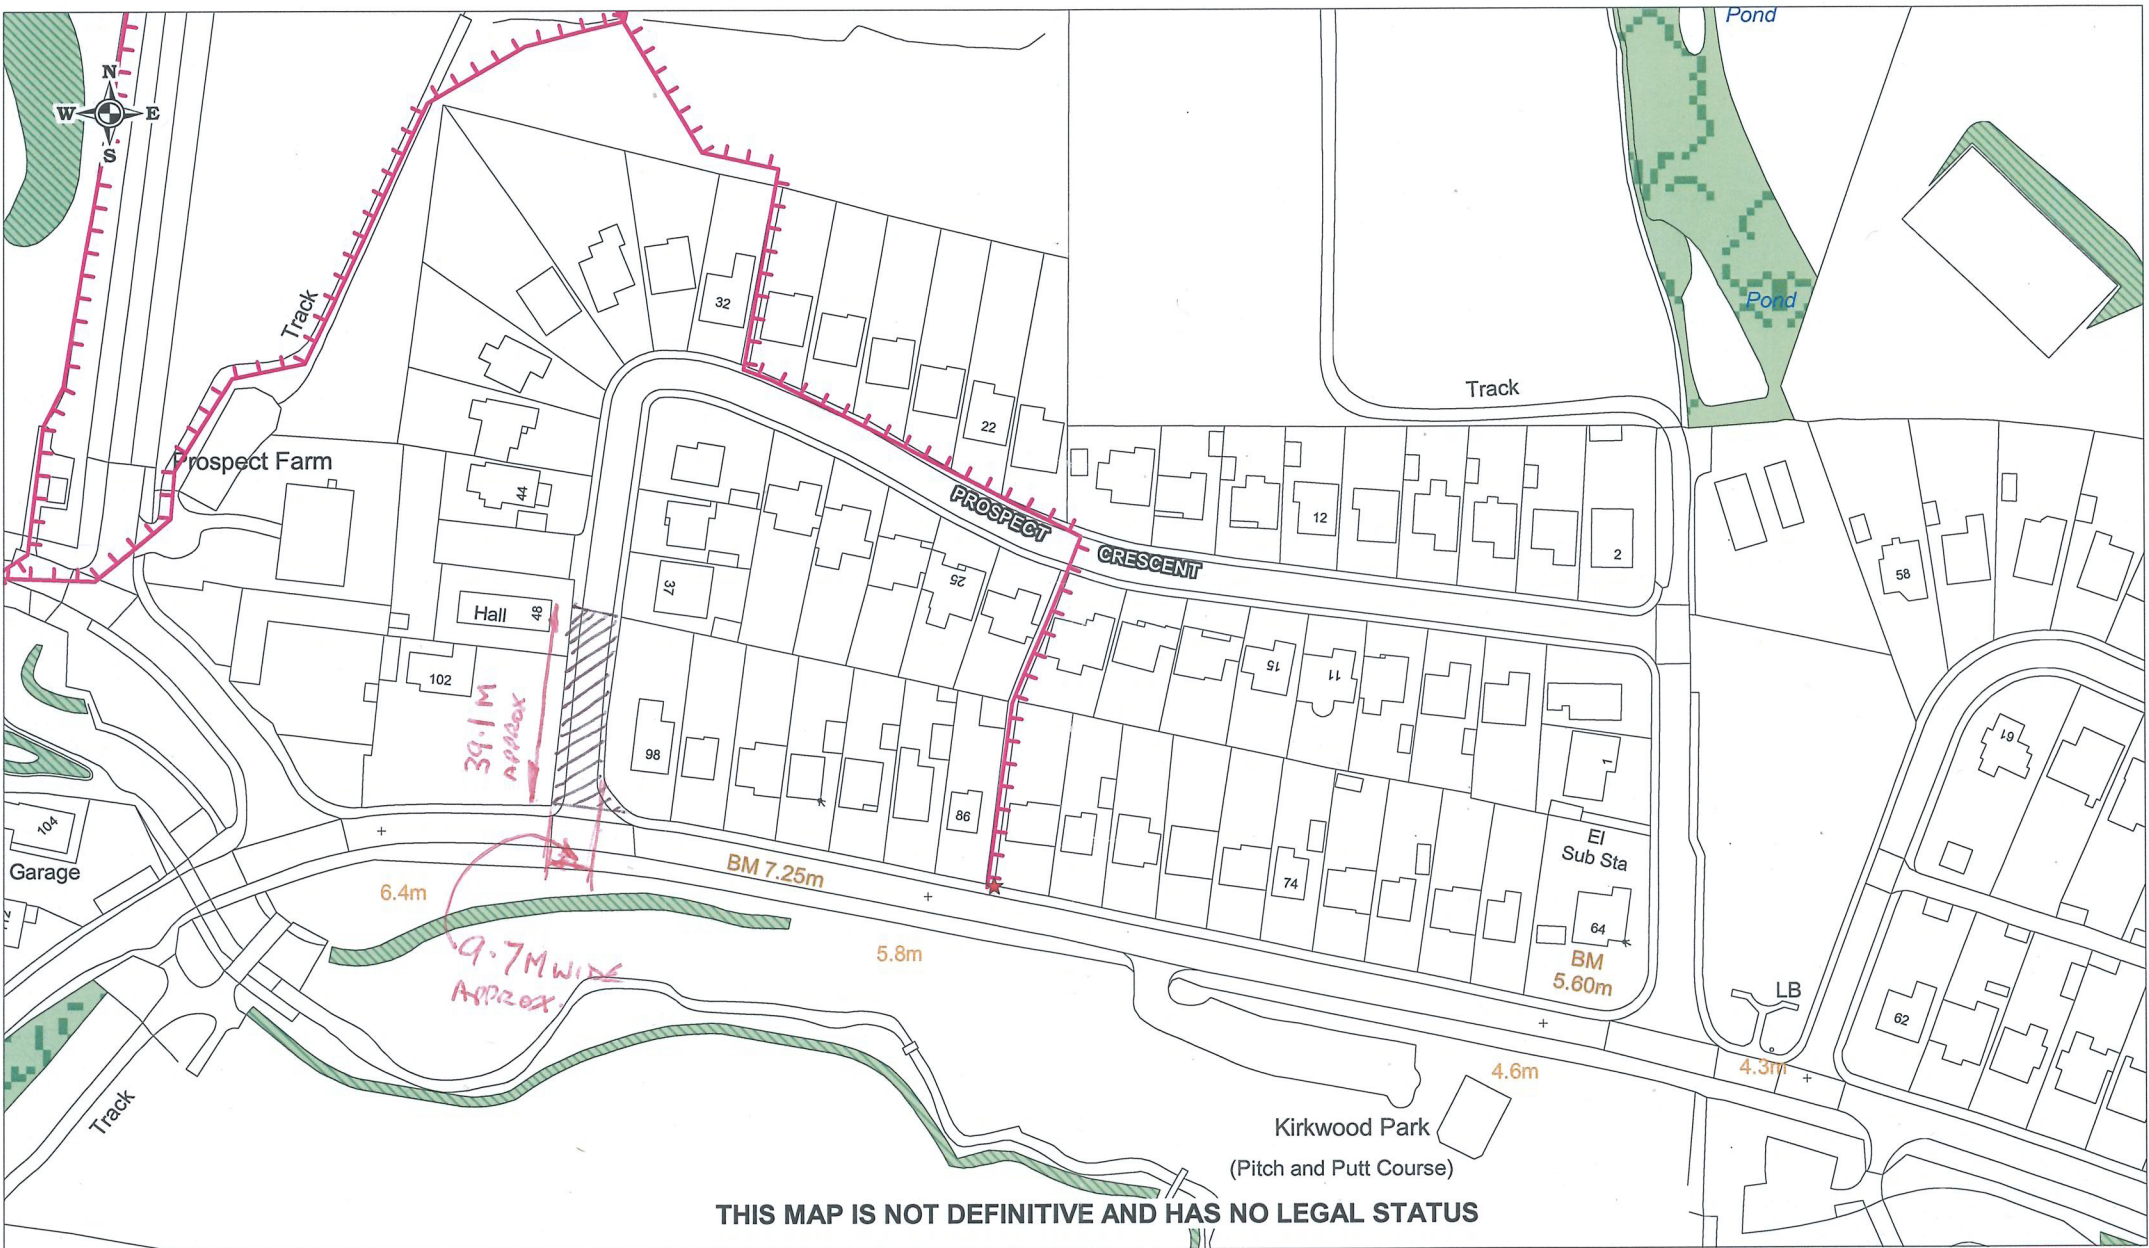 Pond
N
W E
S
32
Track
Pond
Track
22
Prospect Farm
44
PROSPECT
12
CRESCENT
2
58
25
37
Hall
48
15
11
102
39.1M
APPROX
98
1
61
86
104
Garage
El
Sub Sta
BM 7.25m
74
6.4m
64
9.7M WIDE
APPROX.
5.8m
BM
5.60m
LB
62
4.6m
4.3m
Track
Kirkwood Park
(Pitch and Putt Course)
THIS MAP IS NOT DEFINITIVE AND HAS NO LEGAL STATUS